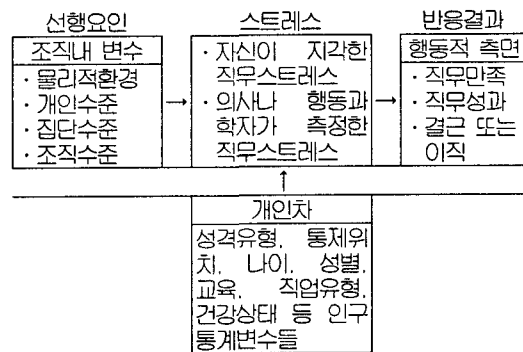 선행요인
조직내 변수
· 물리적환경
· 개인수준
· 집단수준
· 조직수준
스트레스
· 자신이 지각한
직무스트레스
· 의사나 행동과
학자가 측정한
직무스트레스
반응결과
행동적 측면
· 직무만족
· 직무성과
· 결근 또는
이직
개인차
성격유형, 통제위
치, 나이, 성별,
교육, 직업유형,
건강상태 등 인구
통계변수들